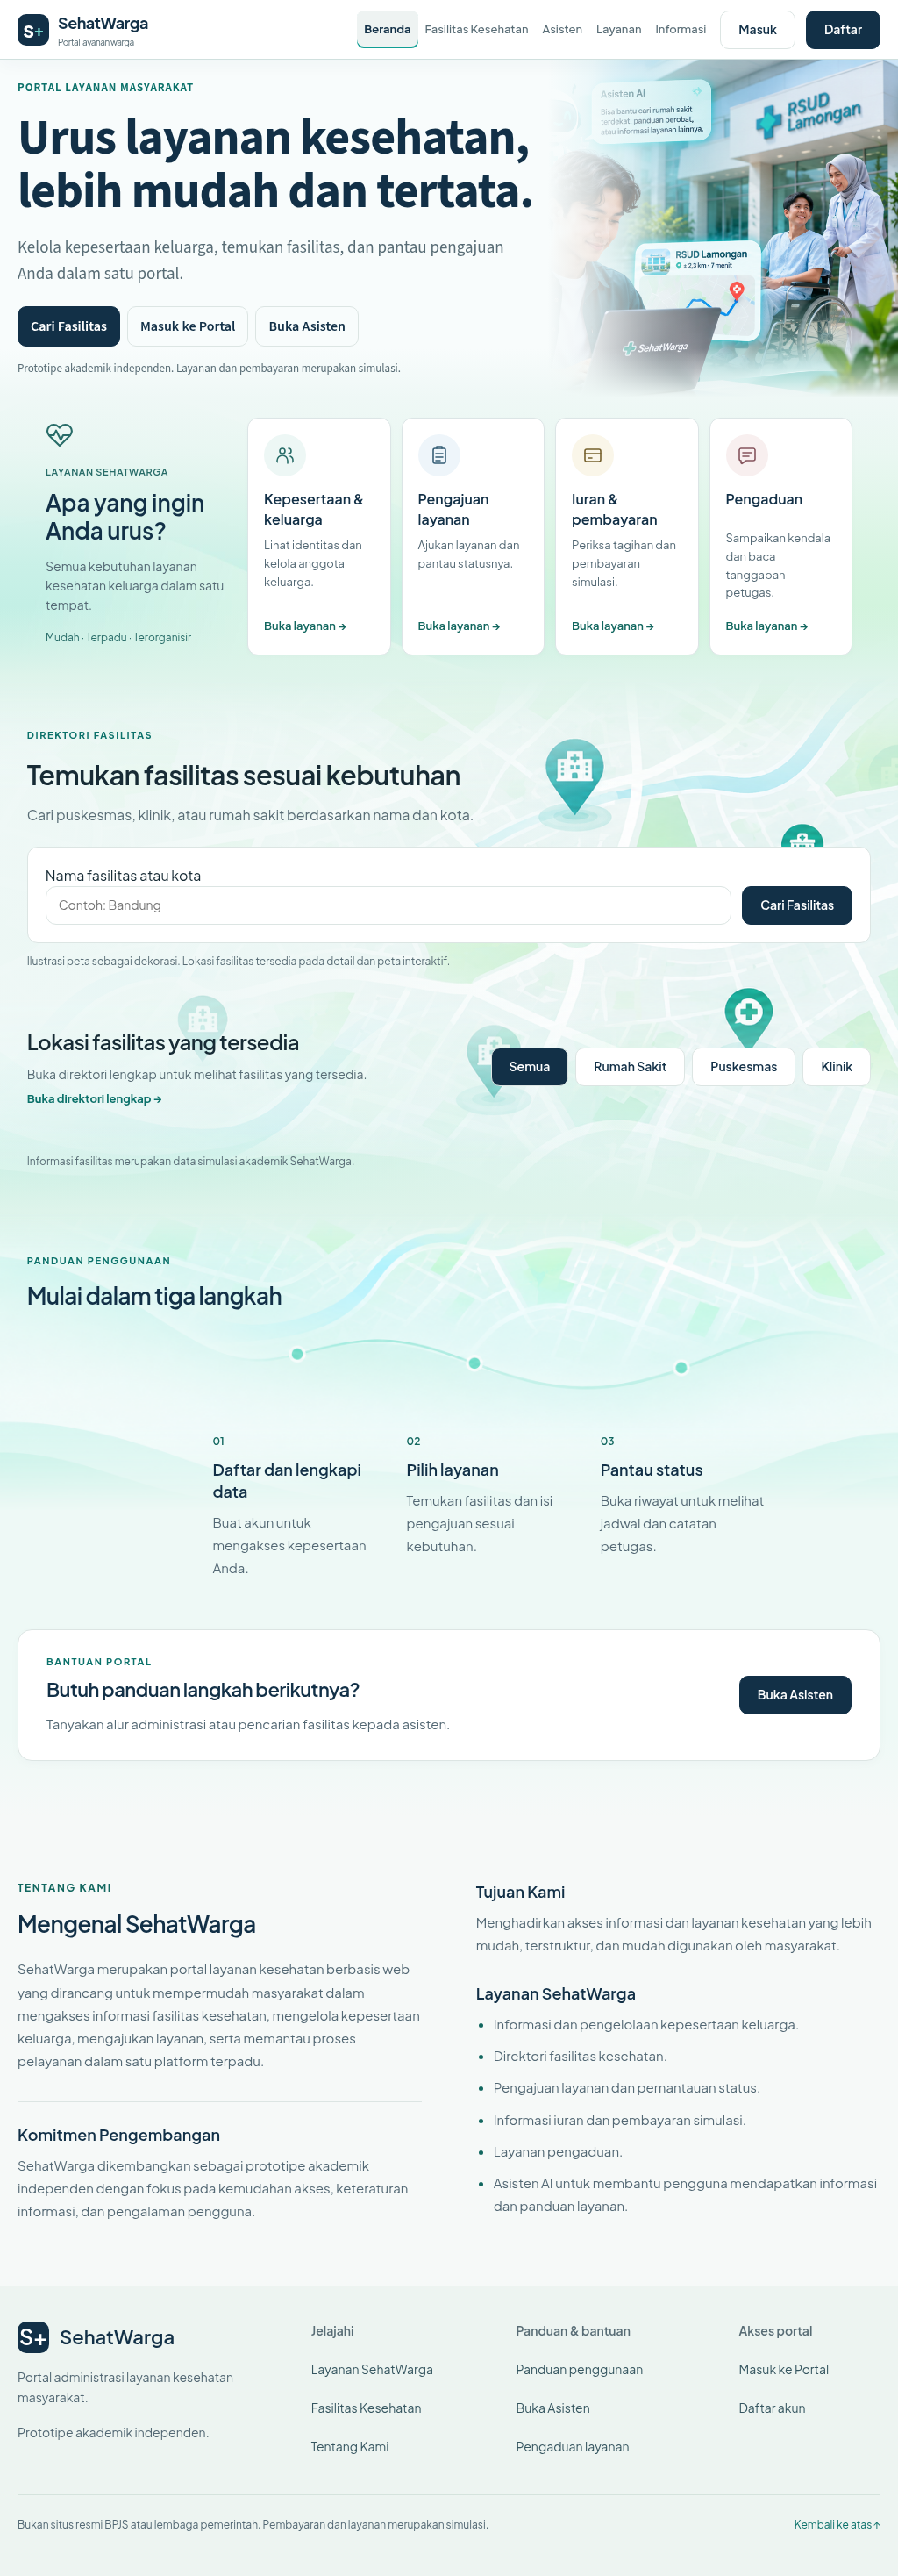 S+
SehatWarga
Portal layanan warga
Beranda
Fasilitas Kesehatan
Asisten
Layanan
Informasi
Masuk
Daftar
PORTAL LAYANAN MASYARAKAT
Urus layanan kesehatan,
lebih mudah dan tertata.
Kelola kepesertaan keluarga, temukan fasilitas, dan pantau pengajuan
Anda dalam satu portal.
Cari Fasilitas
Masuk ke Portal
Buka Asisten
Prototipe akademik independen. Layanan dan pembayaran merupakan simulasi.
Asisten AI
Bisa bantu cari rumah sakit
terdekat, panduan berobat,
atau informasi layanan lainnya.
RSUD
Lamongan
RSUD Lamongan
± 2,3 km • 7 menit
SehatWarga
LAYANAN SEHATWARGA
Apa yang ingin
Anda urus?
Semua kebutuhan layanan
kesehatan keluarga dalam satu
tempat.
Mudah · Terpadu · Terorganisir
Kepesertaan &
keluarga
Lihat identitas dan
kelola anggota
keluarga.
Buka layanan →
Pengajuan
layanan
Ajukan layanan dan
pantau statusnya.
Buka layanan →
Iuran &
pembayaran
Periksa tagihan dan
pembayaran
simulasi.
Buka layanan →
Pengaduan
Sampaikan kendala
dan baca
tanggapan
petugas.
Buka layanan →
DIREKTORI FASILITAS
Temukan fasilitas sesuai kebutuhan
Cari puskesmas, klinik, atau rumah sakit berdasarkan nama dan kota.
Nama fasilitas atau kota
Contoh: Bandung
Cari Fasilitas
Ilustrasi peta sebagai dekorasi. Lokasi fasilitas tersedia pada detail dan peta interaktif.
Lokasi fasilitas yang tersedia
Buka direktori lengkap untuk melihat fasilitas yang tersedia.
Buka direktori lengkap →
Semua
Rumah Sakit
Puskesmas
Klinik
Informasi fasilitas merupakan data simulasi akademik SehatWarga.
PANDUAN PENGGUNAAN
Mulai dalam tiga langkah
01
Daftar dan lengkapi
data
Buat akun untuk
mengakses kepesertaan
Anda.
02
Pilih layanan
Temukan fasilitas dan isi
pengajuan sesuai
kebutuhan.
03
Pantau status
Buka riwayat untuk melihat
jadwal dan catatan
petugas.
BANTUAN PORTAL
Butuh panduan langkah berikutnya?
Tanyakan alur administrasi atau pencarian fasilitas kepada asisten.
Buka Asisten
TENTANG KAMI
Mengenal SehatWarga
SehatWarga merupakan portal layanan kesehatan berbasis web
yang dirancang untuk mempermudah masyarakat dalam
mengakses informasi fasilitas kesehatan, mengelola kepesertaan
keluarga, mengajukan layanan, serta memantau proses
pelayanan dalam satu platform terpadu.
Komitmen Pengembangan
SehatWarga dikembangkan sebagai prototipe akademik
independen dengan fokus pada kemudahan akses, keteraturan
informasi, dan pengalaman pengguna.
Tujuan Kami
Menghadirkan akses informasi dan layanan kesehatan yang lebih
mudah, terstruktur, dan mudah digunakan oleh masyarakat.
Layanan SehatWarga
• Informasi dan pengelolaan kepesertaan keluarga.
• Direktori fasilitas kesehatan.
• Pengajuan layanan dan pemantauan status.
• Informasi iuran dan pembayaran simulasi.
• Layanan pengaduan.
• Asisten AI untuk membantu pengguna mendapatkan informasi
dan panduan layanan.
S+
SehatWarga
Portal administrasi layanan kesehatan
masyarakat.
Prototipe akademik independen.
Jelajahi
Layanan SehatWarga
Fasilitas Kesehatan
Tentang Kami
Panduan & bantuan
Panduan penggunaan
Buka Asisten
Pengaduan layanan
Akses portal
Masuk ke Portal
Daftar akun
Bukan situs resmi BPJS atau lembaga pemerintah. Pembayaran dan layanan merupakan simulasi.
Kembali ke atas ↑